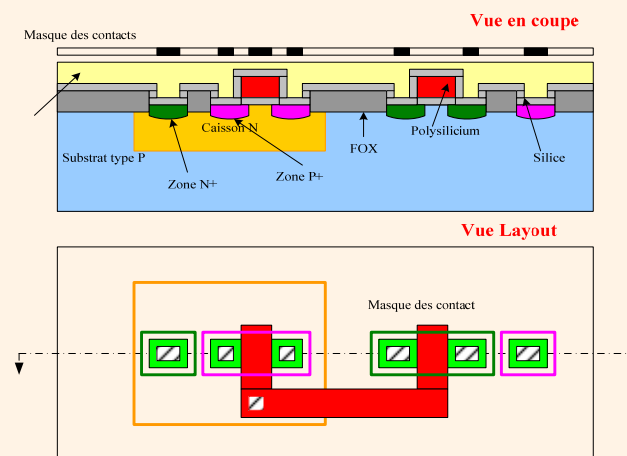 Vue en coupe
Masque des contacts
Caisson N
Polysilicium
Substrat type P
FOX
Silice
Zone N+
Zone P+
Vue Layout
Masque des contact